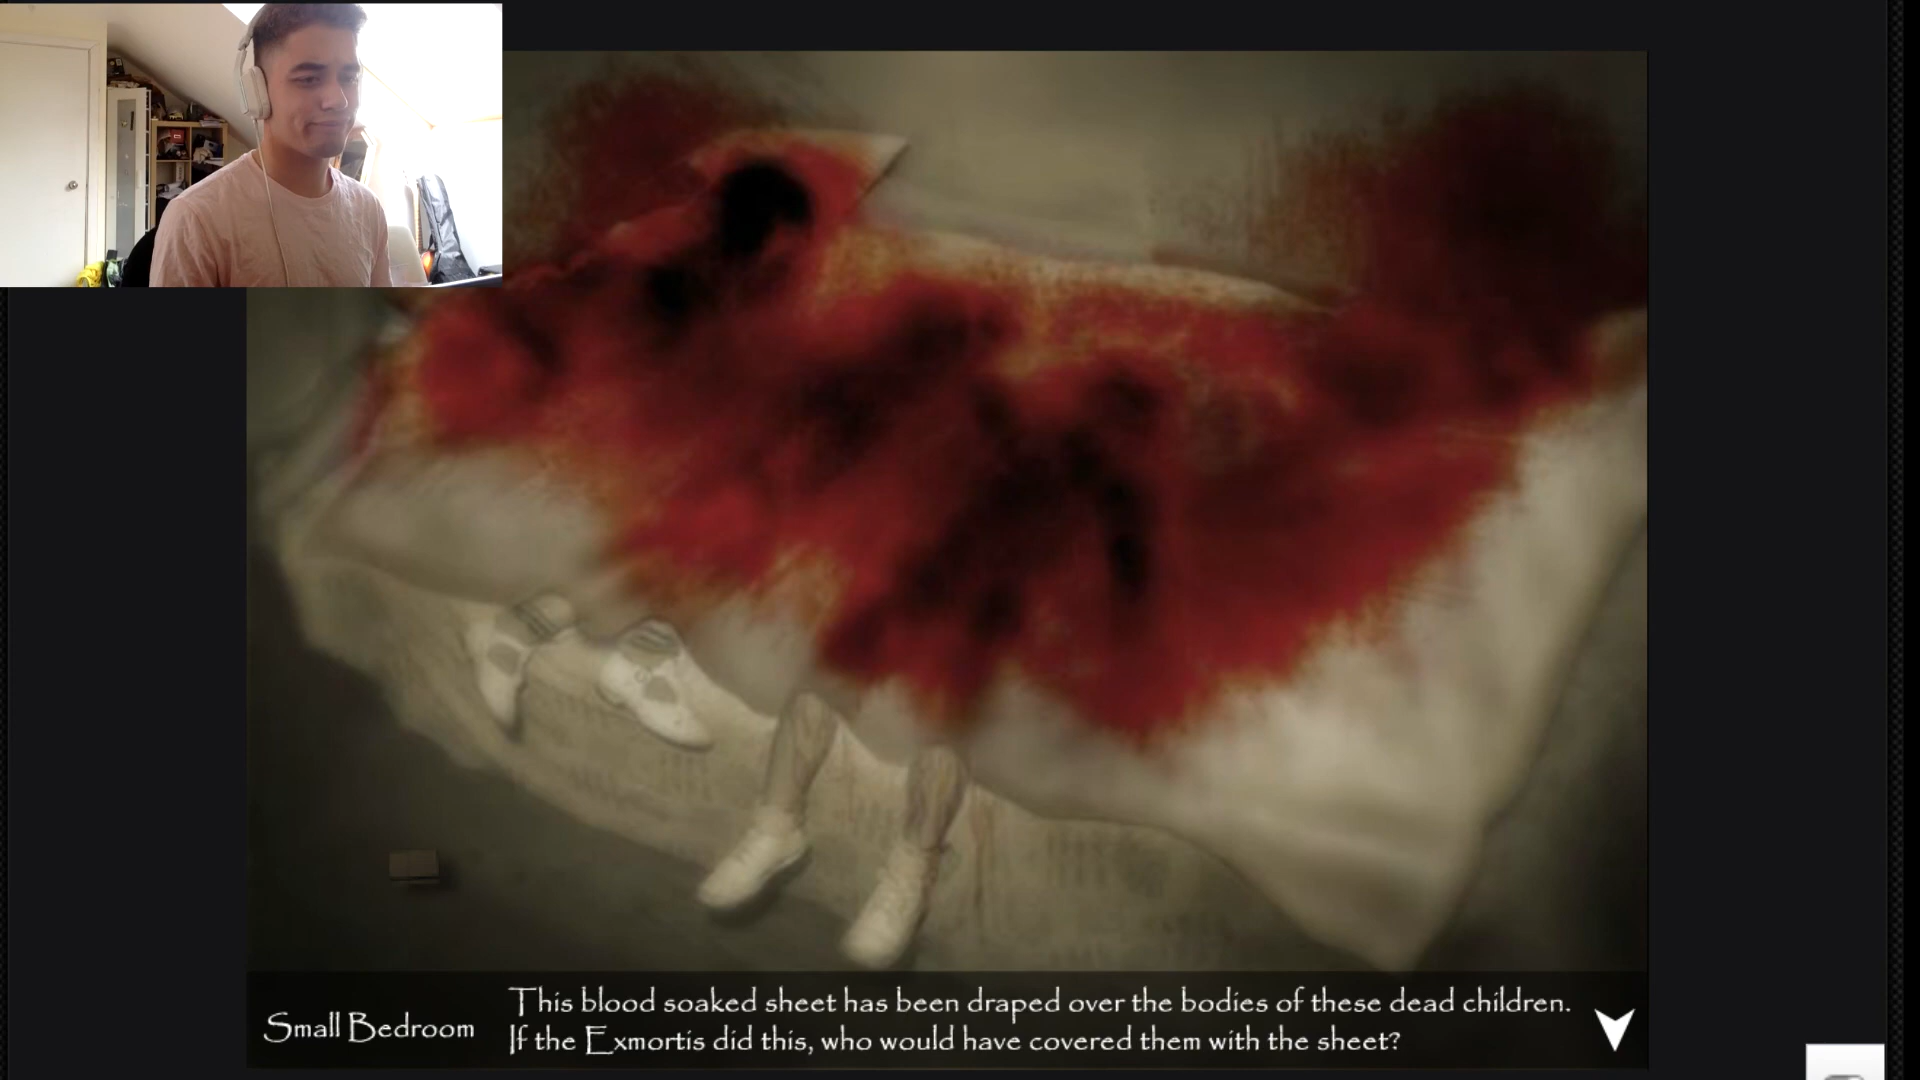 Small Bedroom
This blood soaked sheet has been draped over the bodies of these dead children.
If the Exmortis did this, who would have covered them with the sheet?